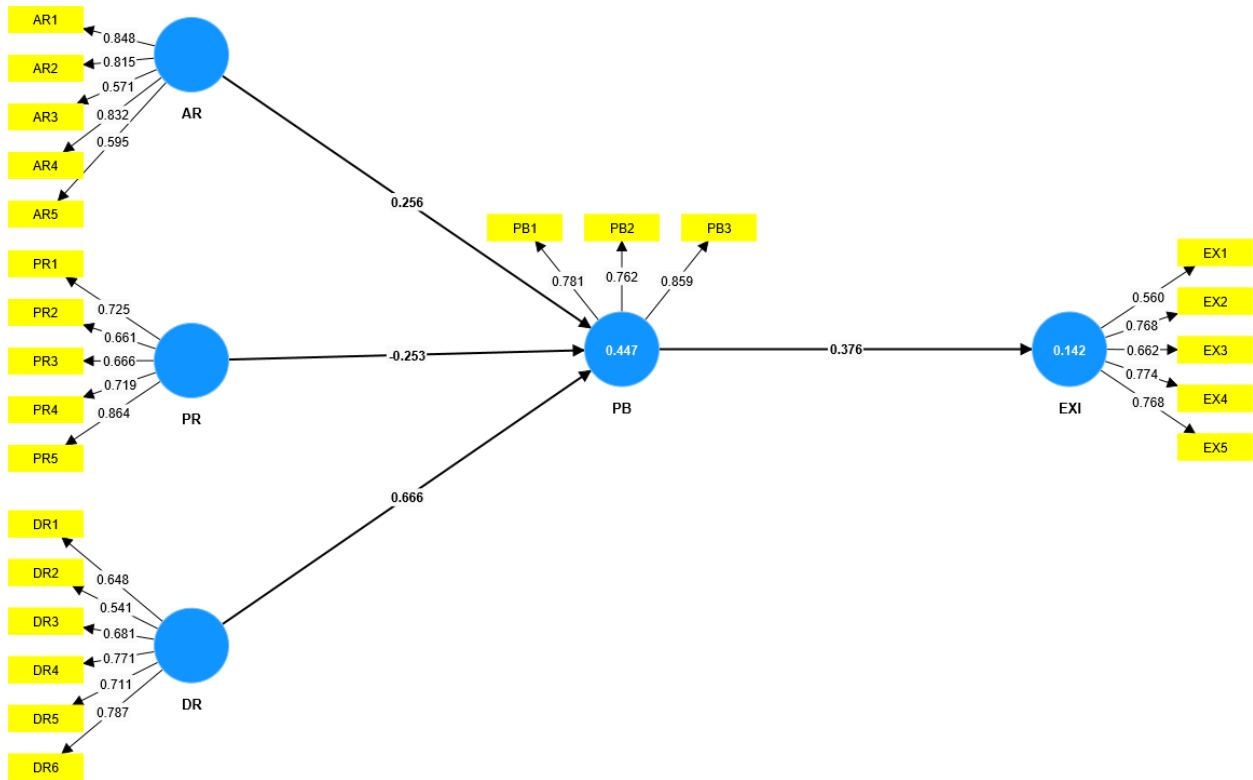 AR1
0.848
AR2
0.815
AR3
0.571
AR4
0.832
AR5
0.595
AR
0.256
PR1
0.725
PR2
0.661
PR3
0.666
PR4
0.719
PR5
0.864
PR
-0.253
DR1
0.648
DR2
0.541
DR3
0.681
DR4
0.771
DR5
0.711
DR6
0.787
DR
0.666
PB1
PB2
PB3
0.781
0.762
0.859
0.447
PB
0.376
0.142
EXI
EX1
0.560
EX2
0.768
EX3
0.662
EX4
0.774
EX5
0.768